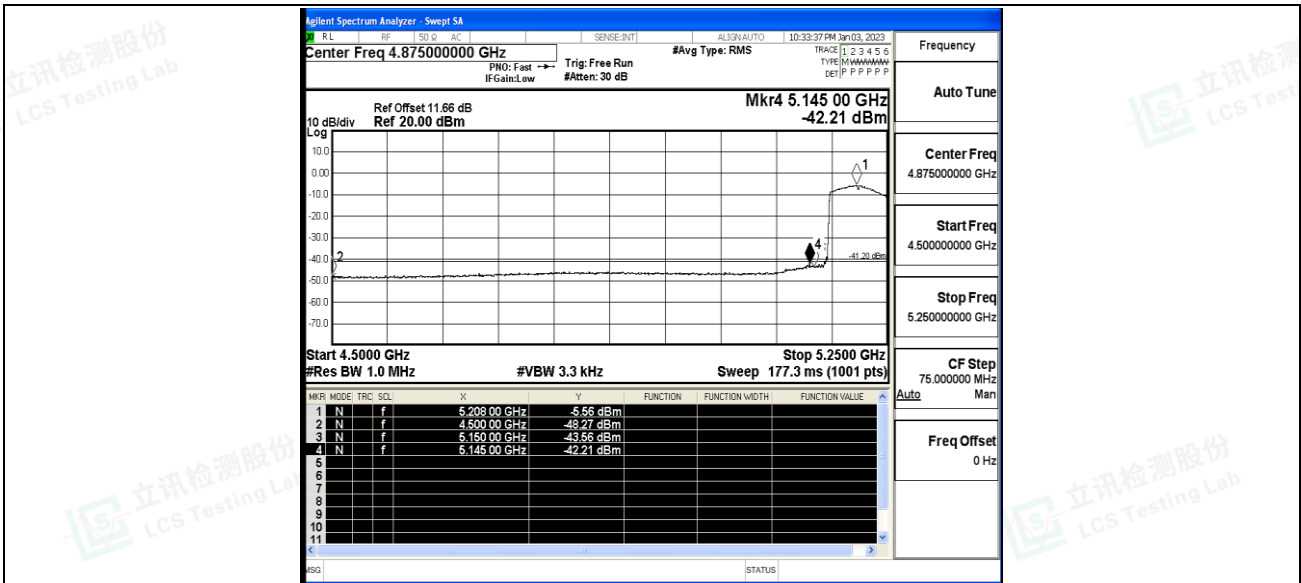 Agilent Spectrum Analyzer - Swept SA
RL RF 50 Ω AC SENSE:INT ALIGN AUTO 10:33:37 PM Jan 03, 2023
Center Freq 4.875000000 GHz
PNO: Fast
IFGain:Low
Trig: Free Run
#Atten: 30 dB
#Avg Type: RMS
TRACE 1 2 3 4 5 6
TYPE MWWWWW
DET P P P P P P
Mkr4 5.145 00 GHz
-42.21 dBm
Ref Offset 11.66 dB
10 dB/div Ref 20.00 dBm
Log
10.0
0.00
-10.0
-20.0
-30.0
-40.0
-50.0
-60.0
-70.0
1
2
4
-41.20 dBm
Start 4.5000 GHz Stop 5.2500 GHz
#Res BW 1.0 MHz #VBW 3.3 kHz Sweep 177.3 ms (1001 pts)
MKR MODE TRC SCL X Y FUNCTION FUNCTION WIDTH FUNCTION VALUE
1 N f 5.208 00 GHz -5.56 dBm
2 N f 4.500 00 GHz -48.27 dBm
3 N f 5.150 00 GHz -43.56 dBm
4 N f 5.145 00 GHz -42.21 dBm
5
6
7
8
9
10
11
MSG STATUS
Frequency
Auto Tune
Center Freq
4.875000000 GHz
Start Freq
4.500000000 GHz
Stop Freq
5.250000000 GHz
CF Step
75.000000 MHz
Auto Man
Freq Offset
0 Hz
立讯检测股份
LCS Testing Lab
立讯检测
LCS Test
立讯检测股份
LCS Testing La
立讯检测股份
LCS Testing Lab